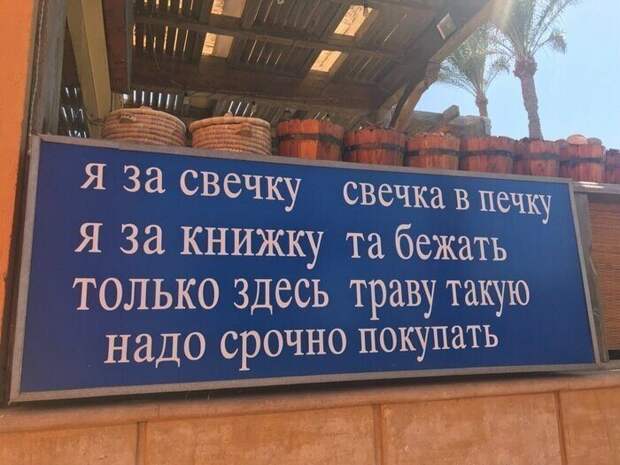 я за свечку свечка в печку
я за книжку та бежать
только здесь траву такую
надо срочно покупать